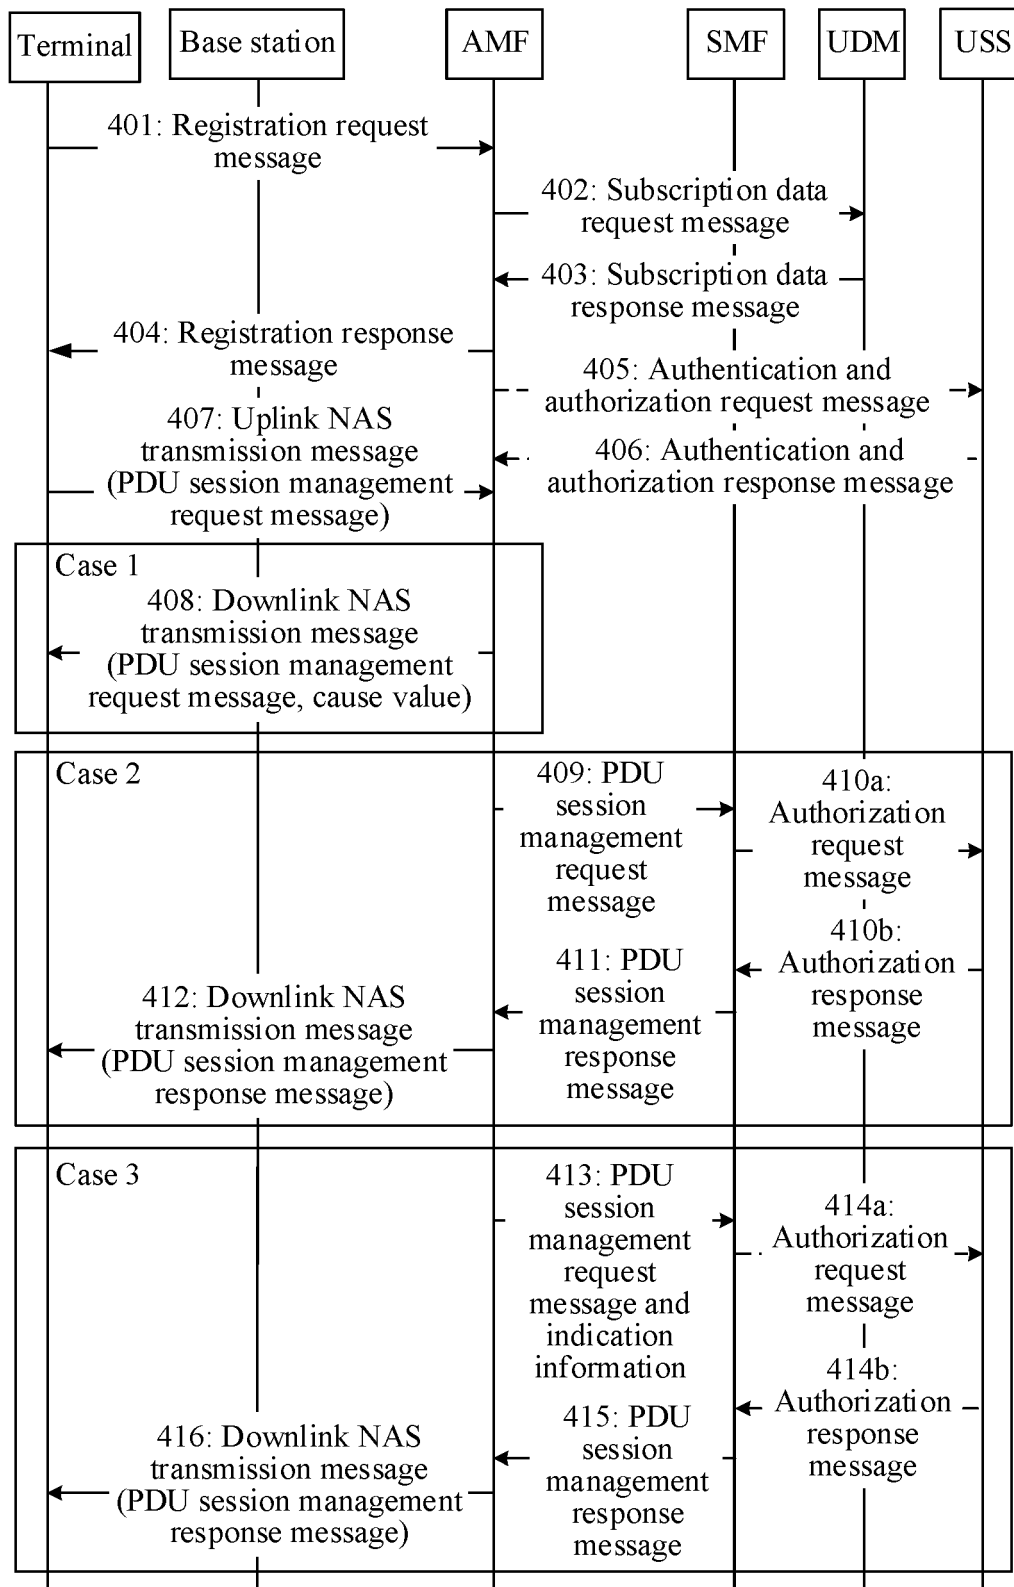 Terminal
Base station
AMF
SMF
UDM
USS
401: Registration request
message
402: Subscription data
request message
403: Subscription data
response message
404: Registration response
message
405: Authentication and
authorization request message
407: Uplink NAS
transmission message
(PDU session management
request message)
406: Authentication and
authorization response message
Case 1
408: Downlink NAS
transmission message
(PDU session management
request message, cause value)
Case 2
409: PDU
session
management
request
message
410a:
Authorization
request
message
410b:
Authorization
response
message
411: PDU
session
management
response
message
412: Downlink NAS
transmission message
(PDU session management
response message)
Case 3
413: PDU
session
management
request
message and
indication
information
414a:
Authorization
request
message
414b:
Authorization
response
message
415: PDU
session
management
response
message
416: Downlink NAS
transmission message
(PDU session management
response message)